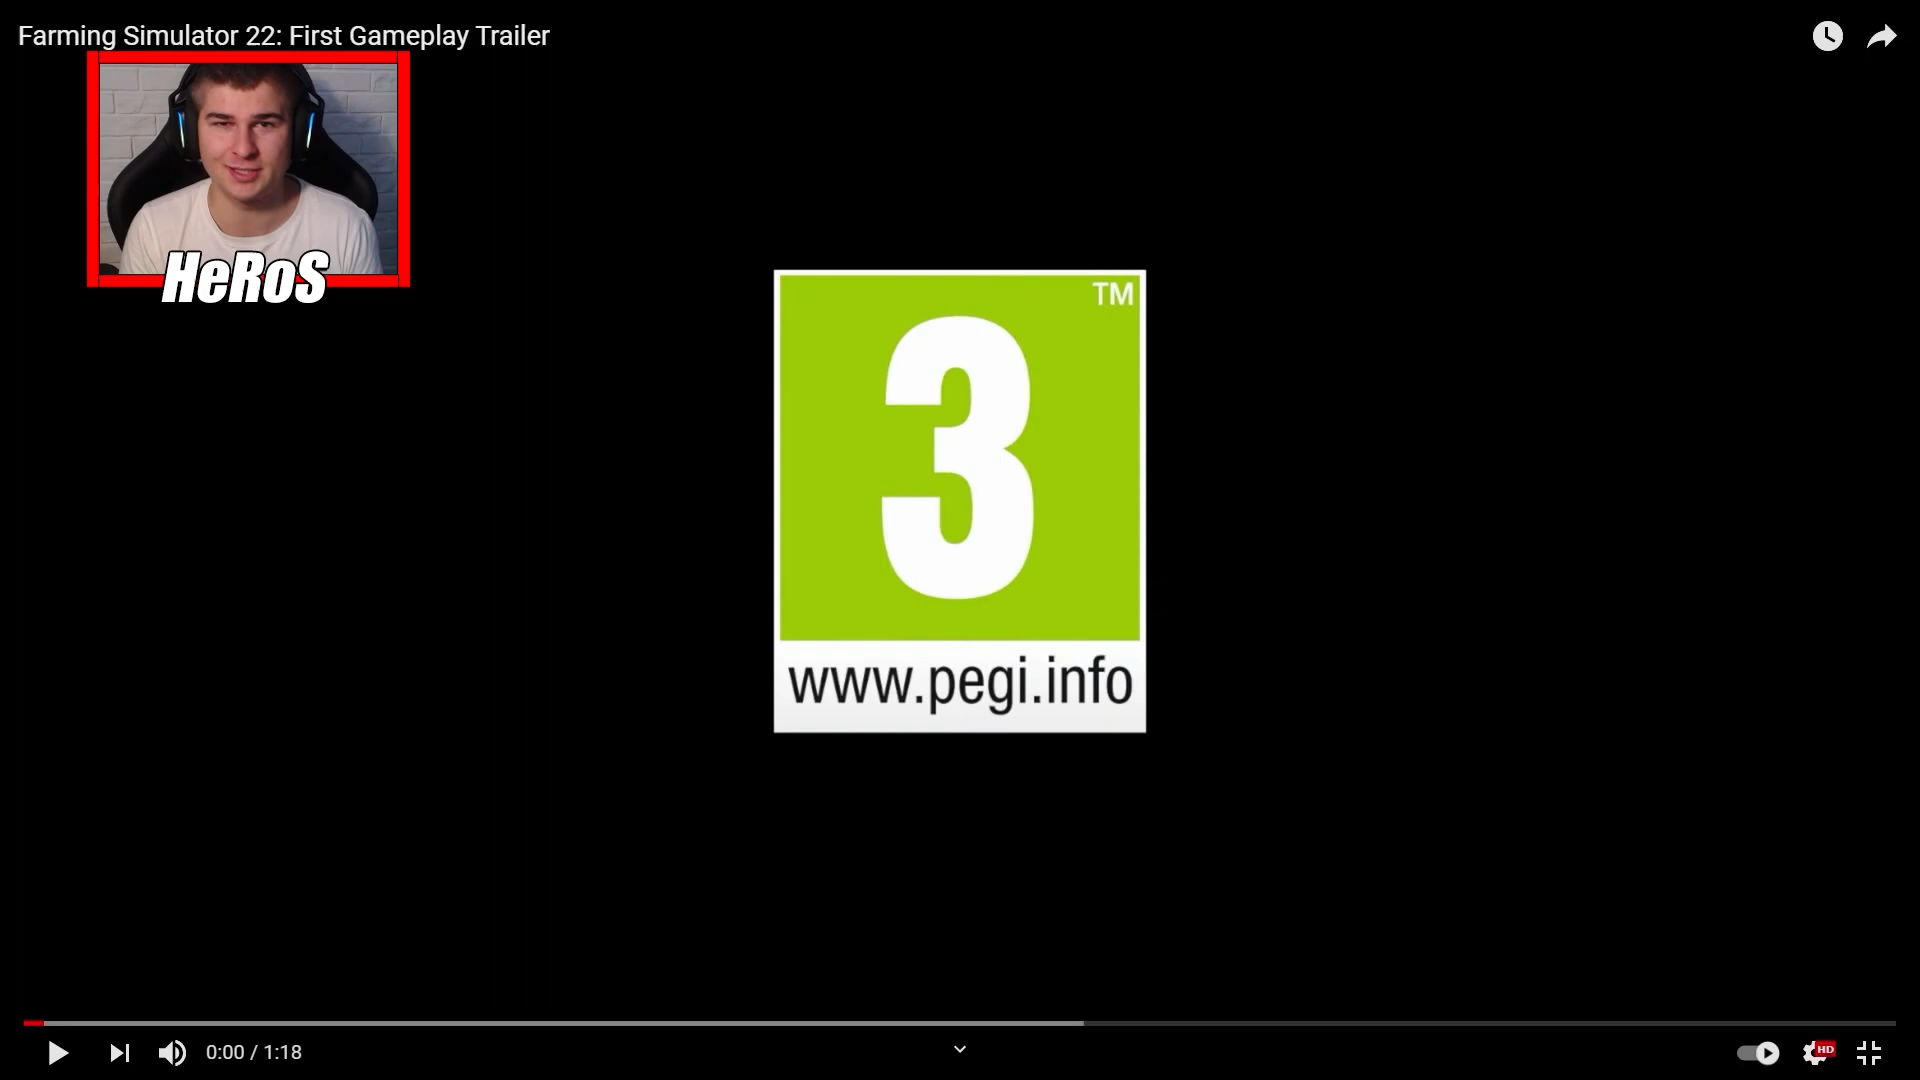 Farming Simulator 22: First Gameplay Trailer
HeRoS
TM
3
www.pegi.info
0:00 / 1:18
HD